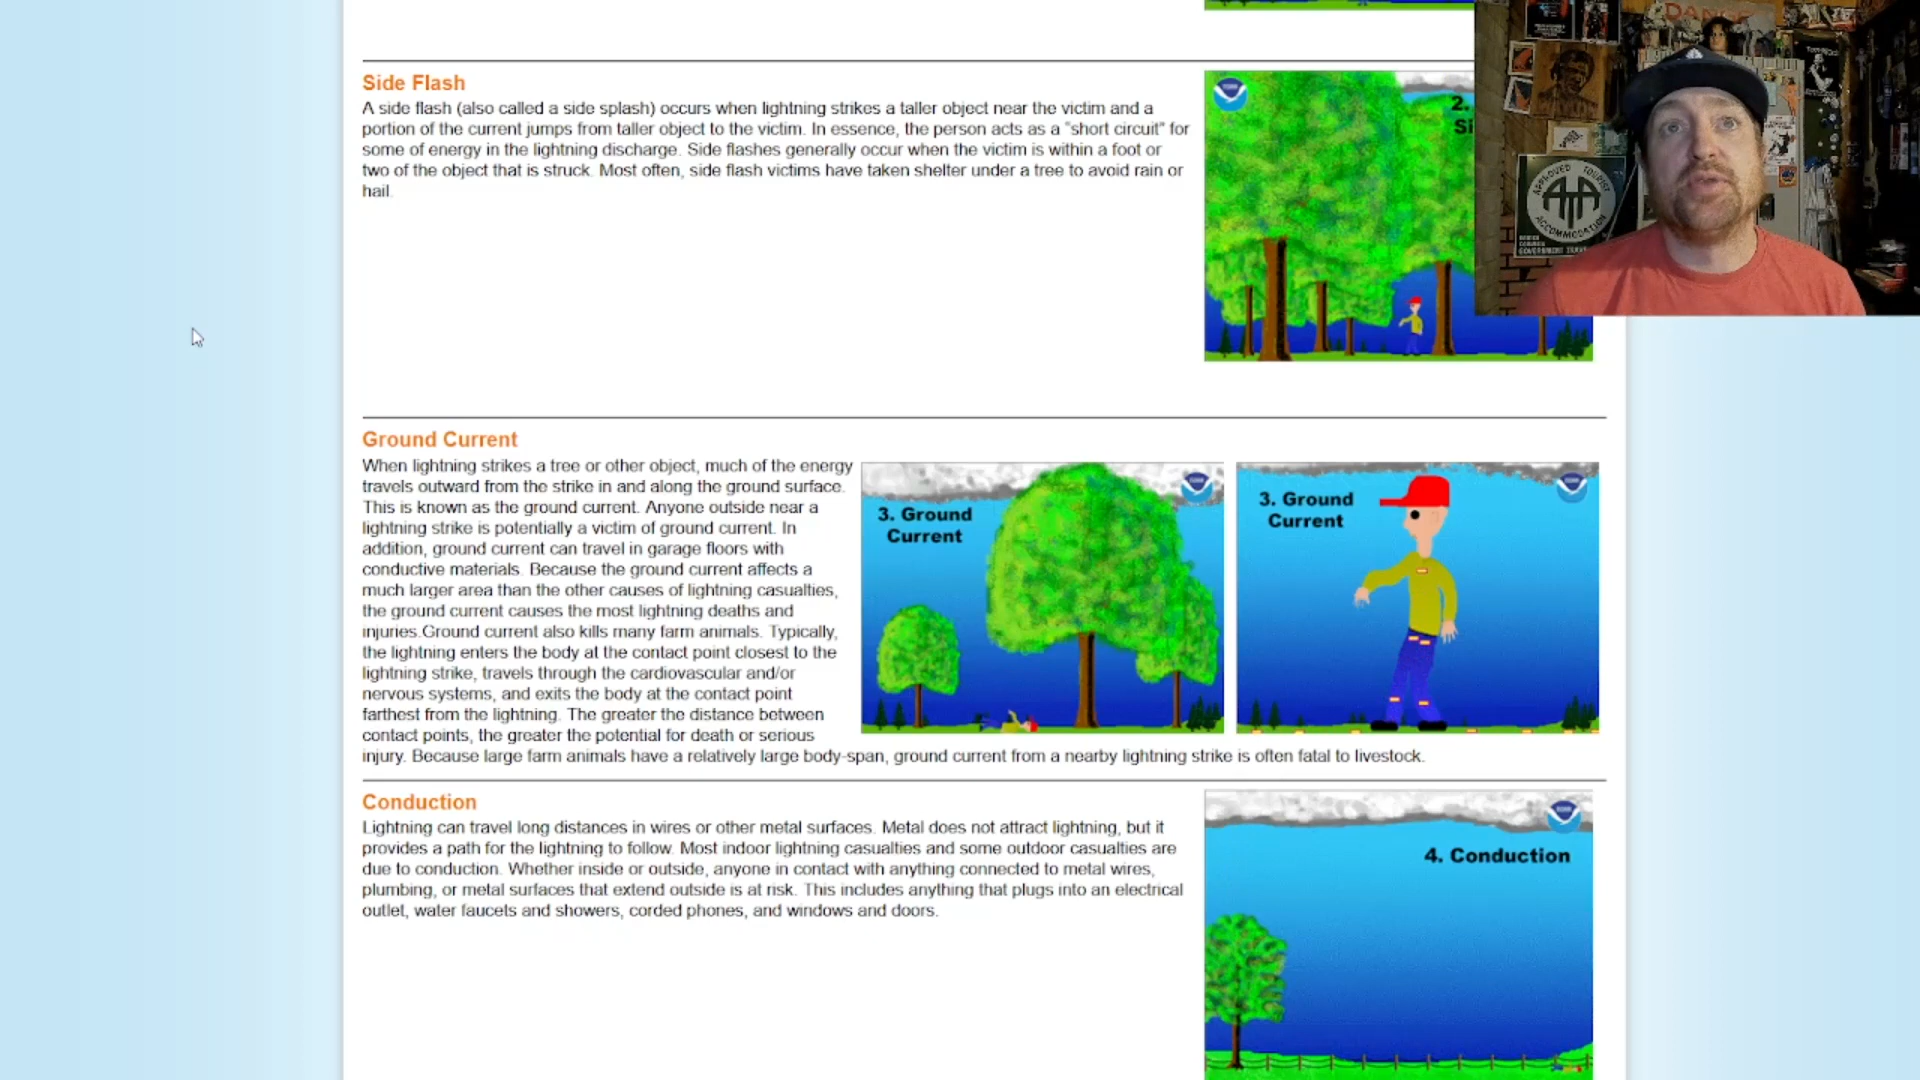 DANCE
Side Flash
A side flash (also called a side splash) occurs when lightning strikes a taller object near the victim and a
portion of the current jumps from taller object to the victim. In essence, the person acts as a "short circuit" for
some of energy in the lightning discharge. Side flashes generally occur when the victim is within a foot or
two of the object that is struck. Most often, side flash victims have taken shelter under a tree to avoid rain or
hail.
2.
Si
APPROVED TOURIST
ATA
ACCOMMODATION
Ground Current
When lightning strikes a tree or other object, much of the energy
travels outward from the strike in and along the ground surface.
This is known as the ground current. Anyone outside near a
lightning strike is potentially a victim of ground current. In
addition, ground current can travel in garage floors with
conductive materials. Because the ground current affects a
much larger area than the other causes of lightning casualties,
the ground current causes the most lightning deaths and
injuries.Ground current also kills many farm animals. Typically,
the lightning enters the body at the contact point closest to the
lightning strike, travels through the cardiovascular and/or
nervous systems, and exits the body at the contact point
farthest from the lightning. The greater the distance between
contact points, the greater the potential for death or serious
injury. Because large farm animals have a relatively large body-span, ground current from a nearby lightning strike is often fatal to livestock.
3. Ground
Current
3. Ground
Current
Conduction
Lightning can travel long distances in wires or other metal surfaces. Metal does not attract lightning, but it
provides a path for the lightning to follow. Most indoor lightning casualties and some outdoor casualties are
due to conduction. Whether inside or outside, anyone in contact with anything connected to metal wires,
plumbing, or metal surfaces that extend outside is at risk. This includes anything that plugs into an electrical
outlet, water faucets and showers, corded phones, and windows and doors.
4. Conduction